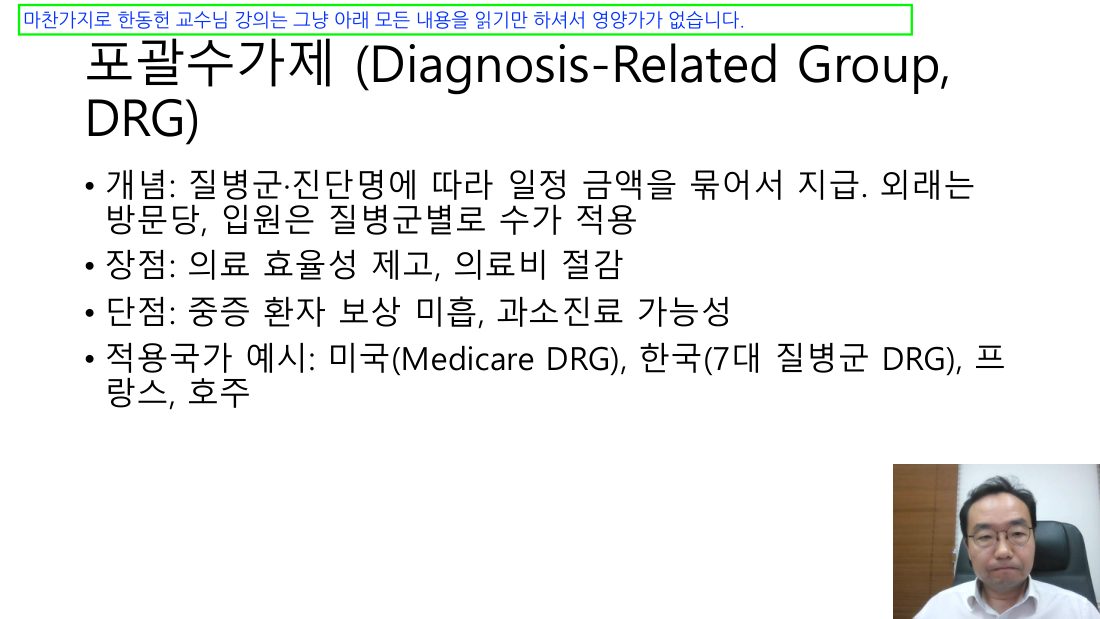 마찬가지로 한동헌 교수님 강의는 그냥 아래 모든 내용을 읽기만 하셔서 영양가가 없습니다.
포괄수가제 (Diagnosis-Related Group,
DRG)
• 개념: 질병군·진단명에 따라 일정 금액을 묶어서 지급. 외래는
방문당, 입원은 질병군별로 수가 적용
• 장점: 의료 효율성 제고, 의료비 절감
• 단점: 중증 환자 보상 미흡, 과소진료 가능성
• 적용국가 예시: 미국(Medicare DRG), 한국(7대 질병군 DRG), 프
랑스, 호주